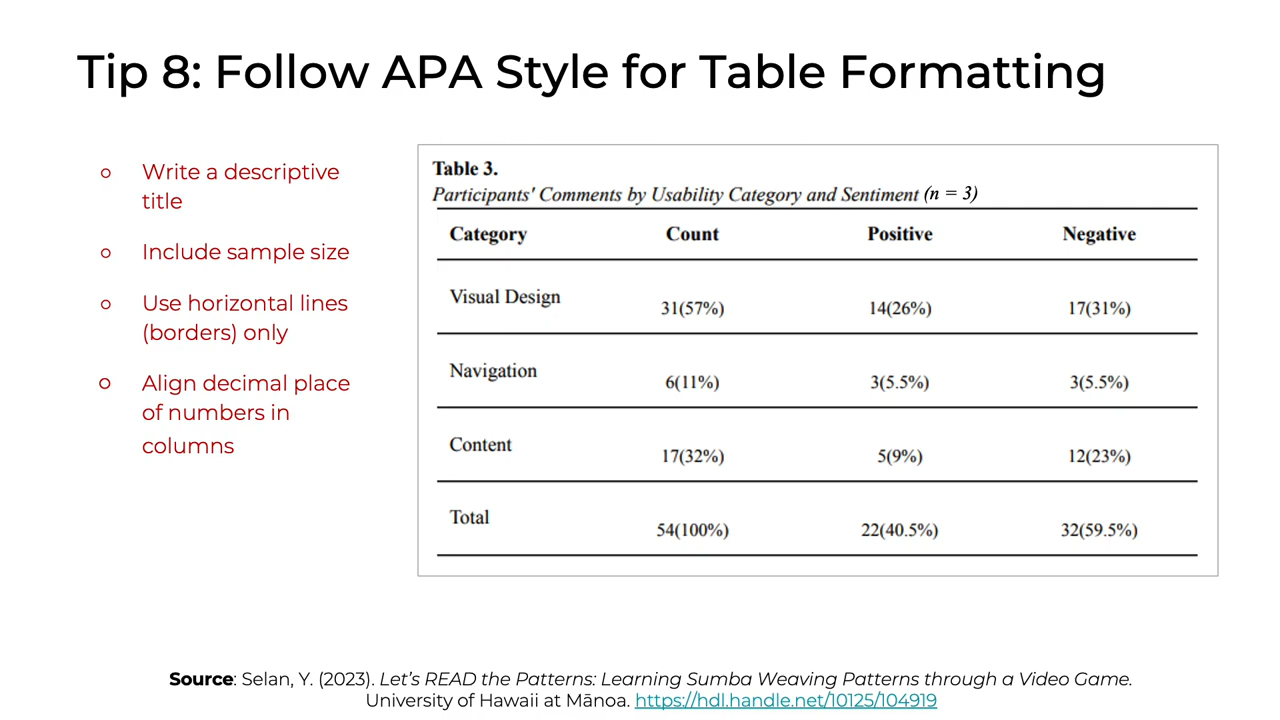 Tip 8: Follow APA Style for Table Formatting
○ Write a descriptive
title
○ Include sample size
○ Use horizontal lines
(borders) only
○ Align decimal place
of numbers in
columns
Table 3.
Participants' Comments by Usability Category and Sentiment (n = 3)
Category Count Positive Negative
Visual Design 31(57%) 14(26%) 17(31%)
Navigation 6(11%) 3(5.5%) 3(5.5%)
Content 17(32%) 5(9%) 12(23%)
Total 54(100%) 22(40.5%) 32(59.5%)
Source: Selan, Y. (2023). Let's READ the Patterns: Learning Sumba Weaving Patterns through a Video Game.
University of Hawaii at Mānoa. https://hdl.handle.net/10125/104919